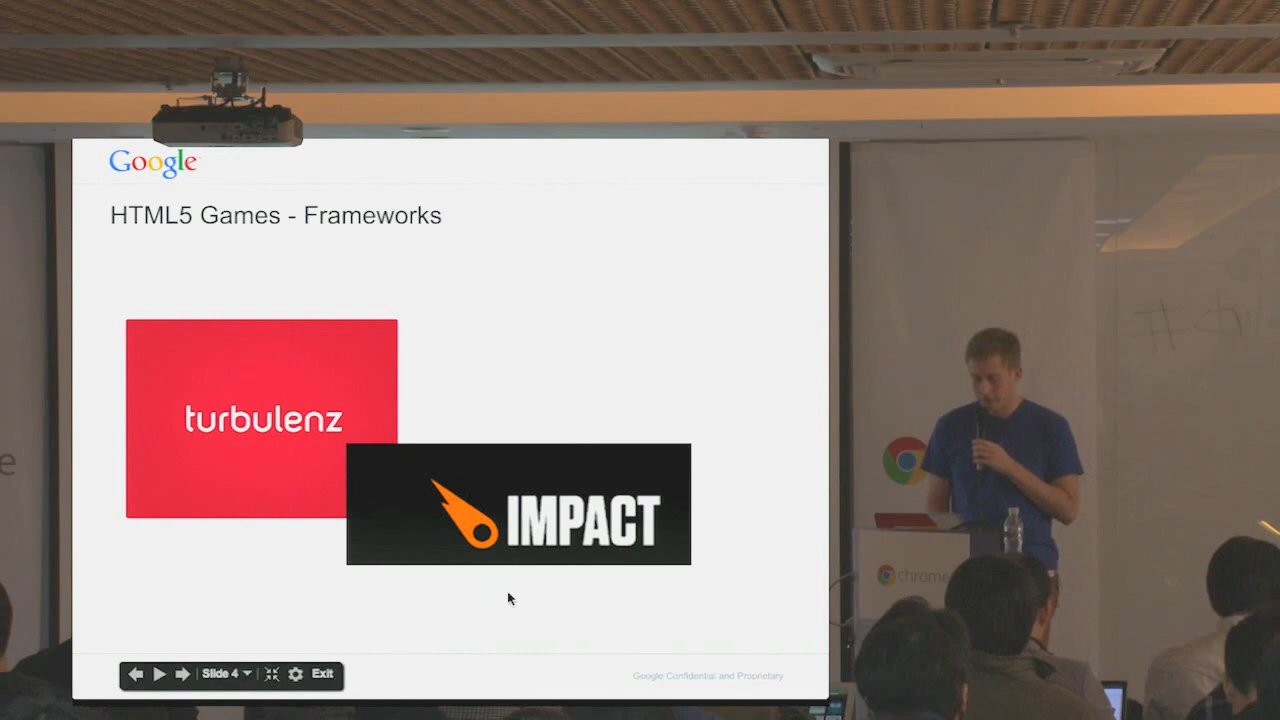 Google
HTML5 Games - Frameworks
turbulenz
IMPACT
Slide 4
Exit
Google Confidential and Proprietary
chrome
e